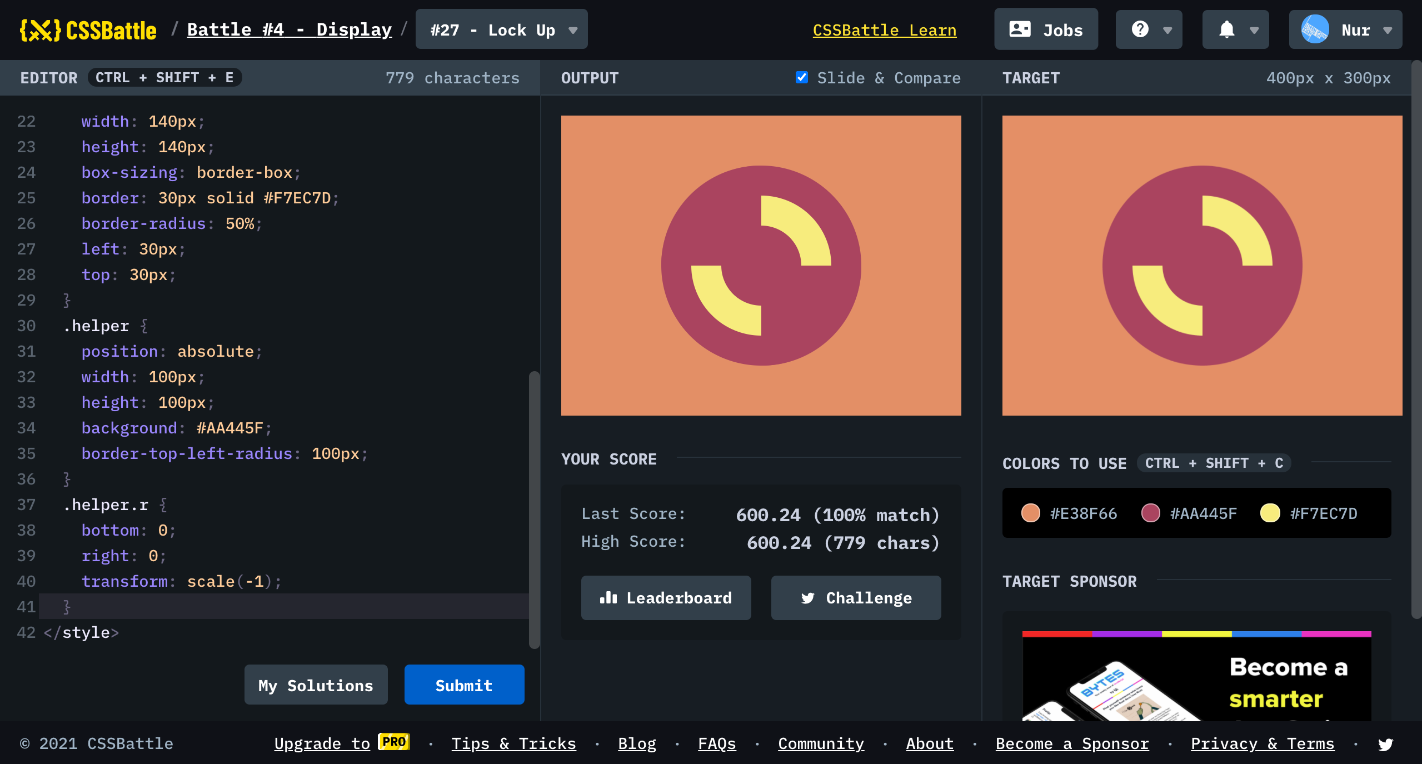 {X} CSSBattle / Battle #4 - Display / #27 - Lock Up CSSBattle Learn Jobs Nur
EDITOR CTRL + SHIFT + E 779 characters
22 width: 140px;
23 height: 140px;
24 box-sizing: border-box;
25 border: 30px solid #F7EC7D;
26 border-radius: 50%;
27 left: 30px;
28 top: 30px;
29 }
30 .helper {
31 position: absolute;
32 width: 100px;
33 height: 100px;
34 background: #AA445F;
35 border-top-left-radius: 100px;
36 }
37 .helper.r {
38 bottom: 0;
39 right: 0;
40 transform: scale(-1);
41 }
42 </style>
My Solutions Submit
OUTPUT Slide & Compare
YOUR SCORE
Last Score: 600.24 (100% match)
High Score: 600.24 (779 chars)
Leaderboard Challenge
TARGET 400px x 300px
COLORS TO USE CTRL + SHIFT + C
#E38F66 #AA445F #F7EC7D
TARGET SPONSOR
BYTES
Become a
smarter
© 2021 CSSBattle Upgrade to PRO · Tips & Tricks · Blog · FAQs · Community · About · Become a Sponsor · Privacy & Terms ·